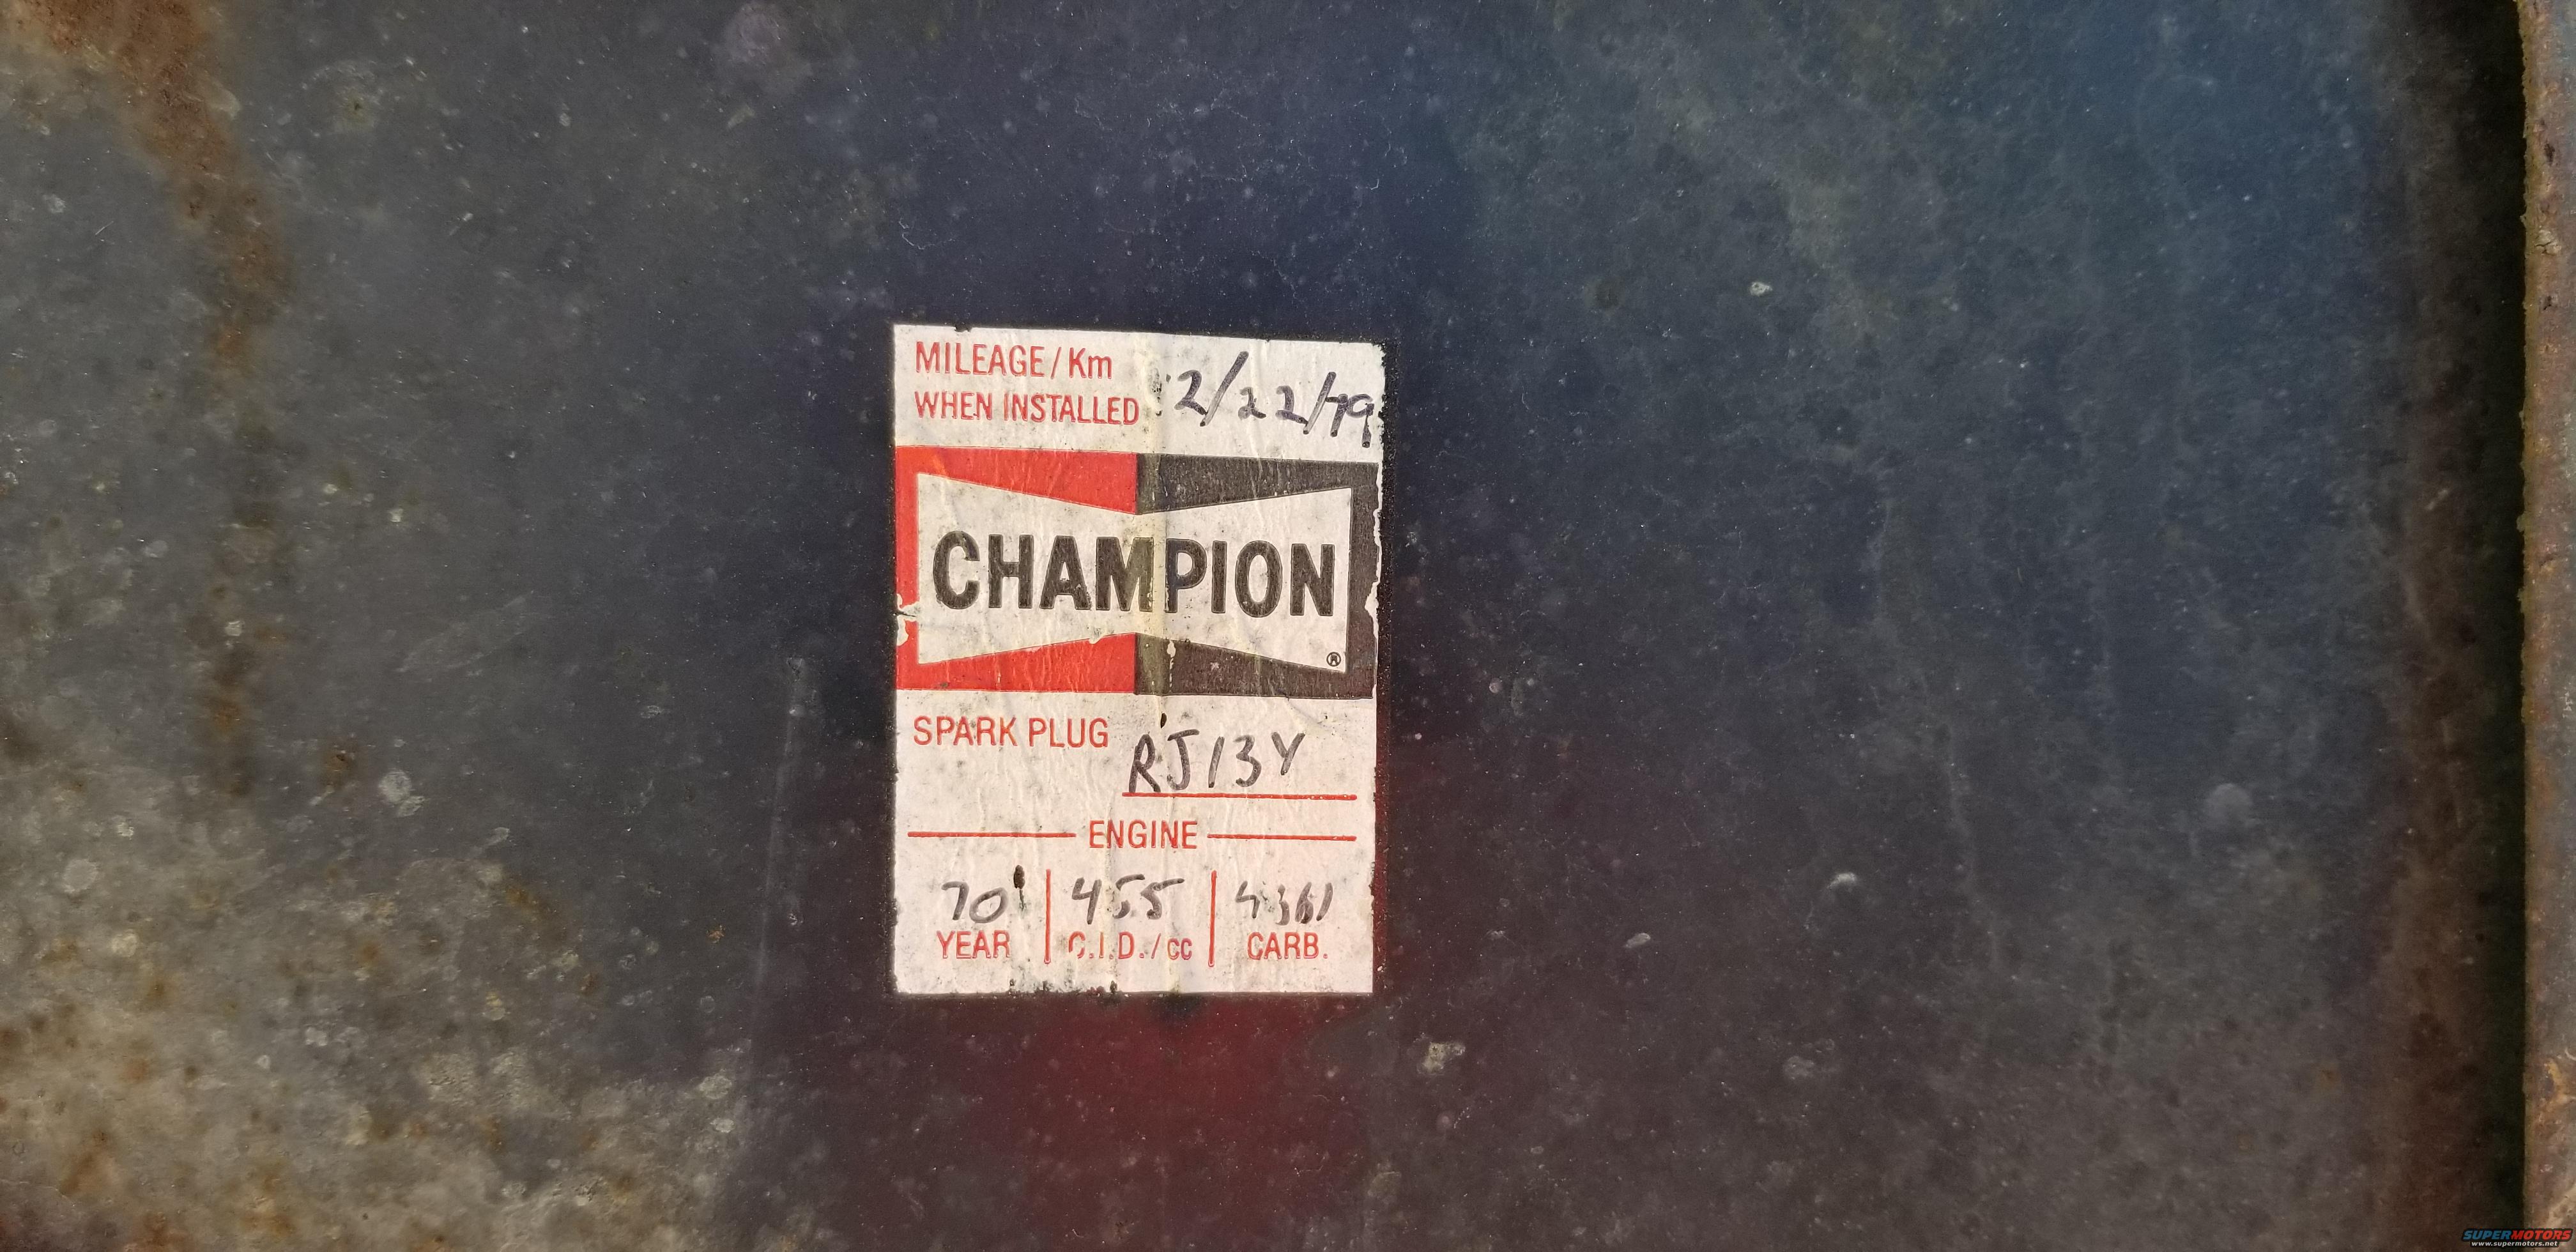 MILEAGE/Km
WHEN INSTALLED 2/22/79
CHAMPION®
SPARK PLUG RJ13Y
ENGINE
70' 455 4361
YEAR C.I.D./cc CARB.
SUPERMOTORS
www.supermotors.net